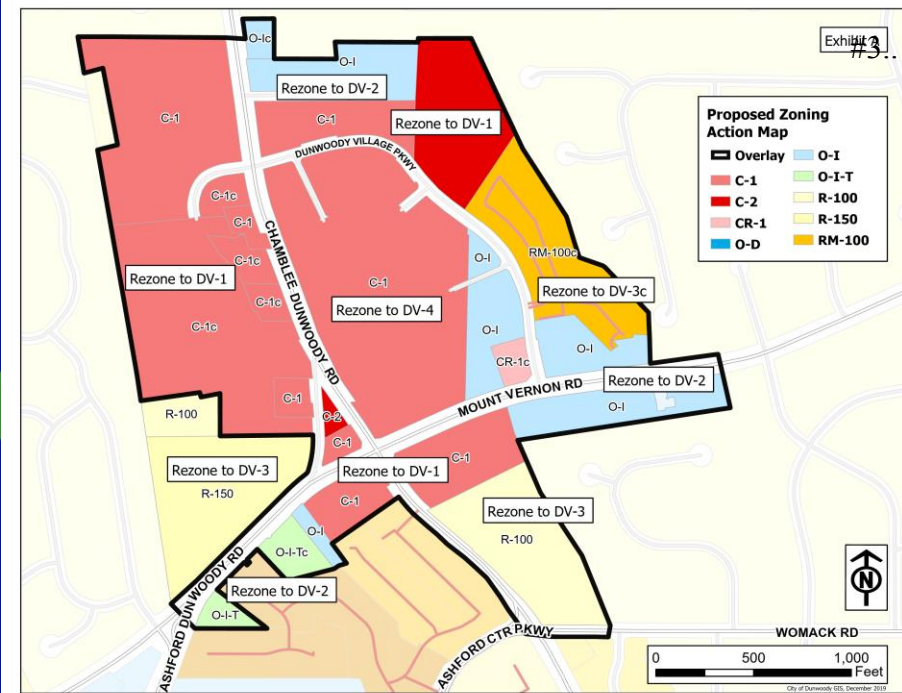 Exhibit A
#3..
O-Ic
O-I
Rezone to DV-2
C-1
C-1
Rezone to DV-1
DUNWOODY VILLAGE PKWY
C-1c
C-1
CHAMBLEE DUNWOODY RD
C-1c
Rezone to DV-1
C-1c
C-1c
C-1
Rezone to DV-4
O-I
RM-100c
Rezone to DV-3c
O-I
O-I
CR-1c
MOUNT VERNON RD
Rezone to DV-2
O-I
C-1
C-2
C-1
R-100
Rezone to DV-3
R-150
Rezone to DV-1
C-1
C-1
Rezone to DV-3
R-100
O-I
O-I-Tc
Rezone to DV-2
O-I-T
ASHFORD DUNWOODY RD
ASHFORD CTR PKWY
WOMACK RD
Proposed Zoning
Action Map
Overlay
C-1
C-2
CR-1
O-D
O-I
O-I-T
R-100
R-150
RM-100
N
0 500 1,000
Feet
City of Dunwoody GIS, December 2019